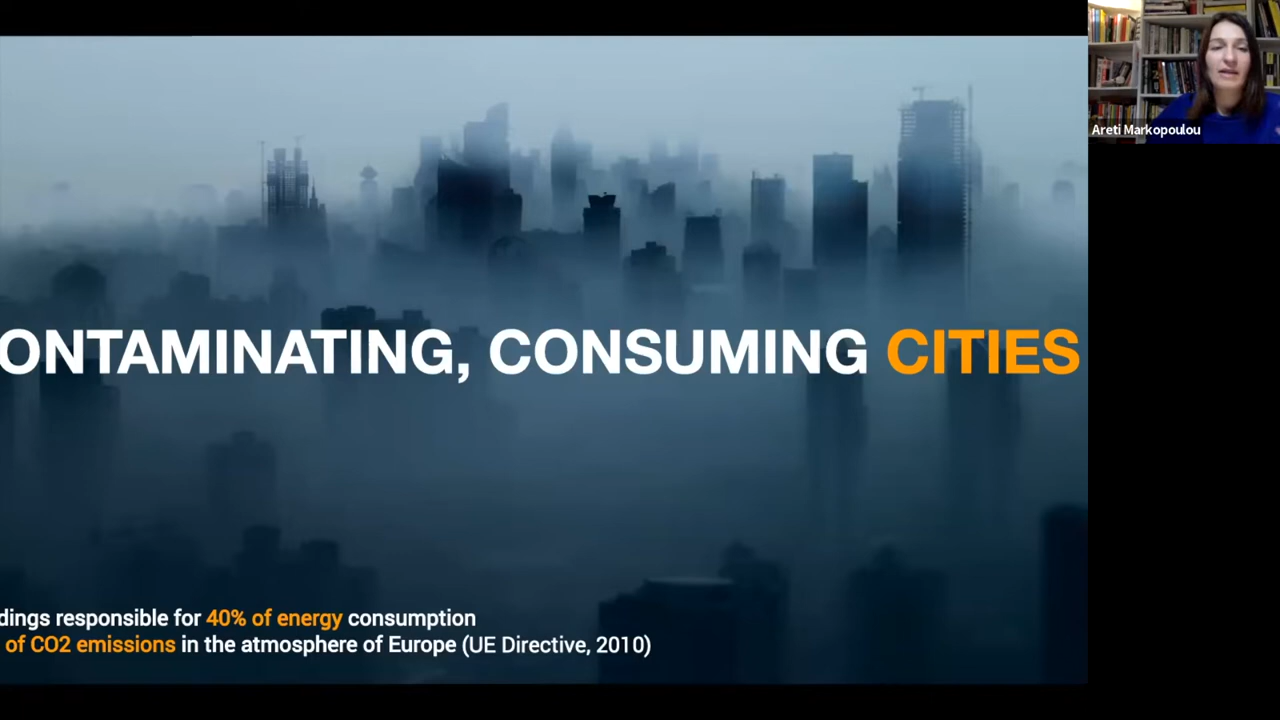 ONTAMINATING, CONSUMING CITIES
dings responsible for 40% of energy consumption
of CO2 emissions in the atmosphere of Europe (UE Directive, 2010)
Areti Markopoulou